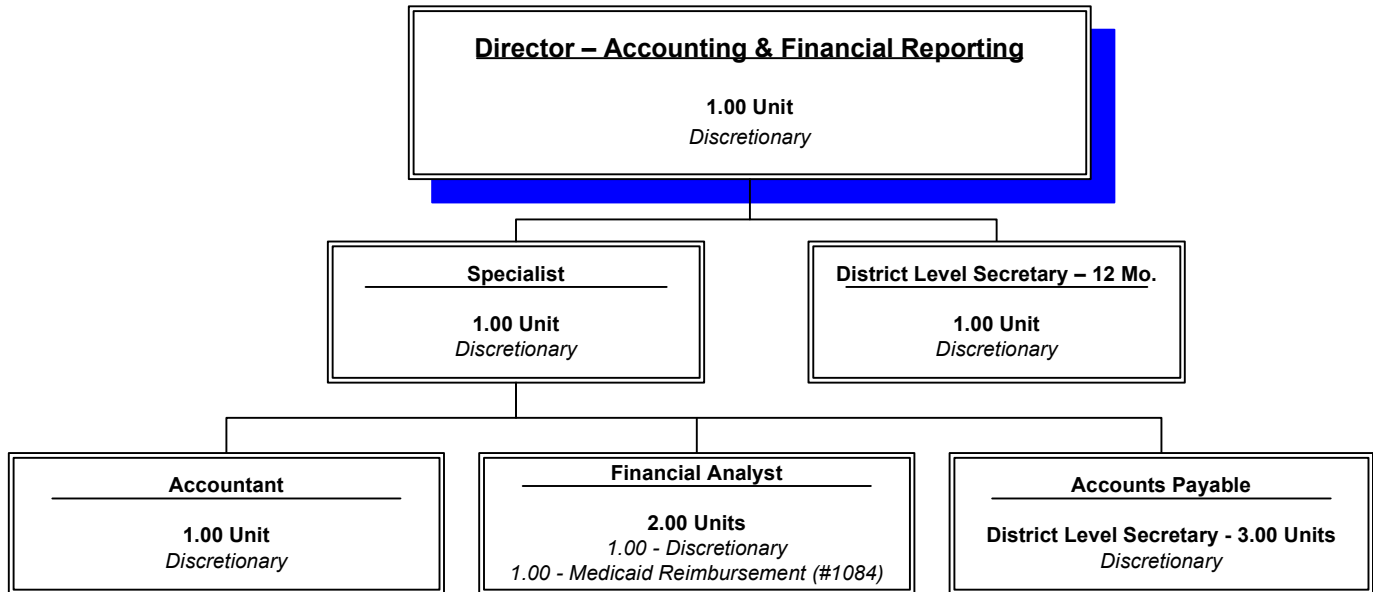 Director – Accounting & Financial Reporting
1.00 Unit
Discretionary
Specialist
1.00 Unit
Discretionary
District Level Secretary – 12 Mo.
1.00 Unit
Discretionary
Accountant
1.00 Unit
Discretionary
Financial Analyst
2.00 Units
1.00 - Discretionary
1.00 - Medicaid Reimbursement (#1084)
Accounts Payable
District Level Secretary - 3.00 Units
Discretionary